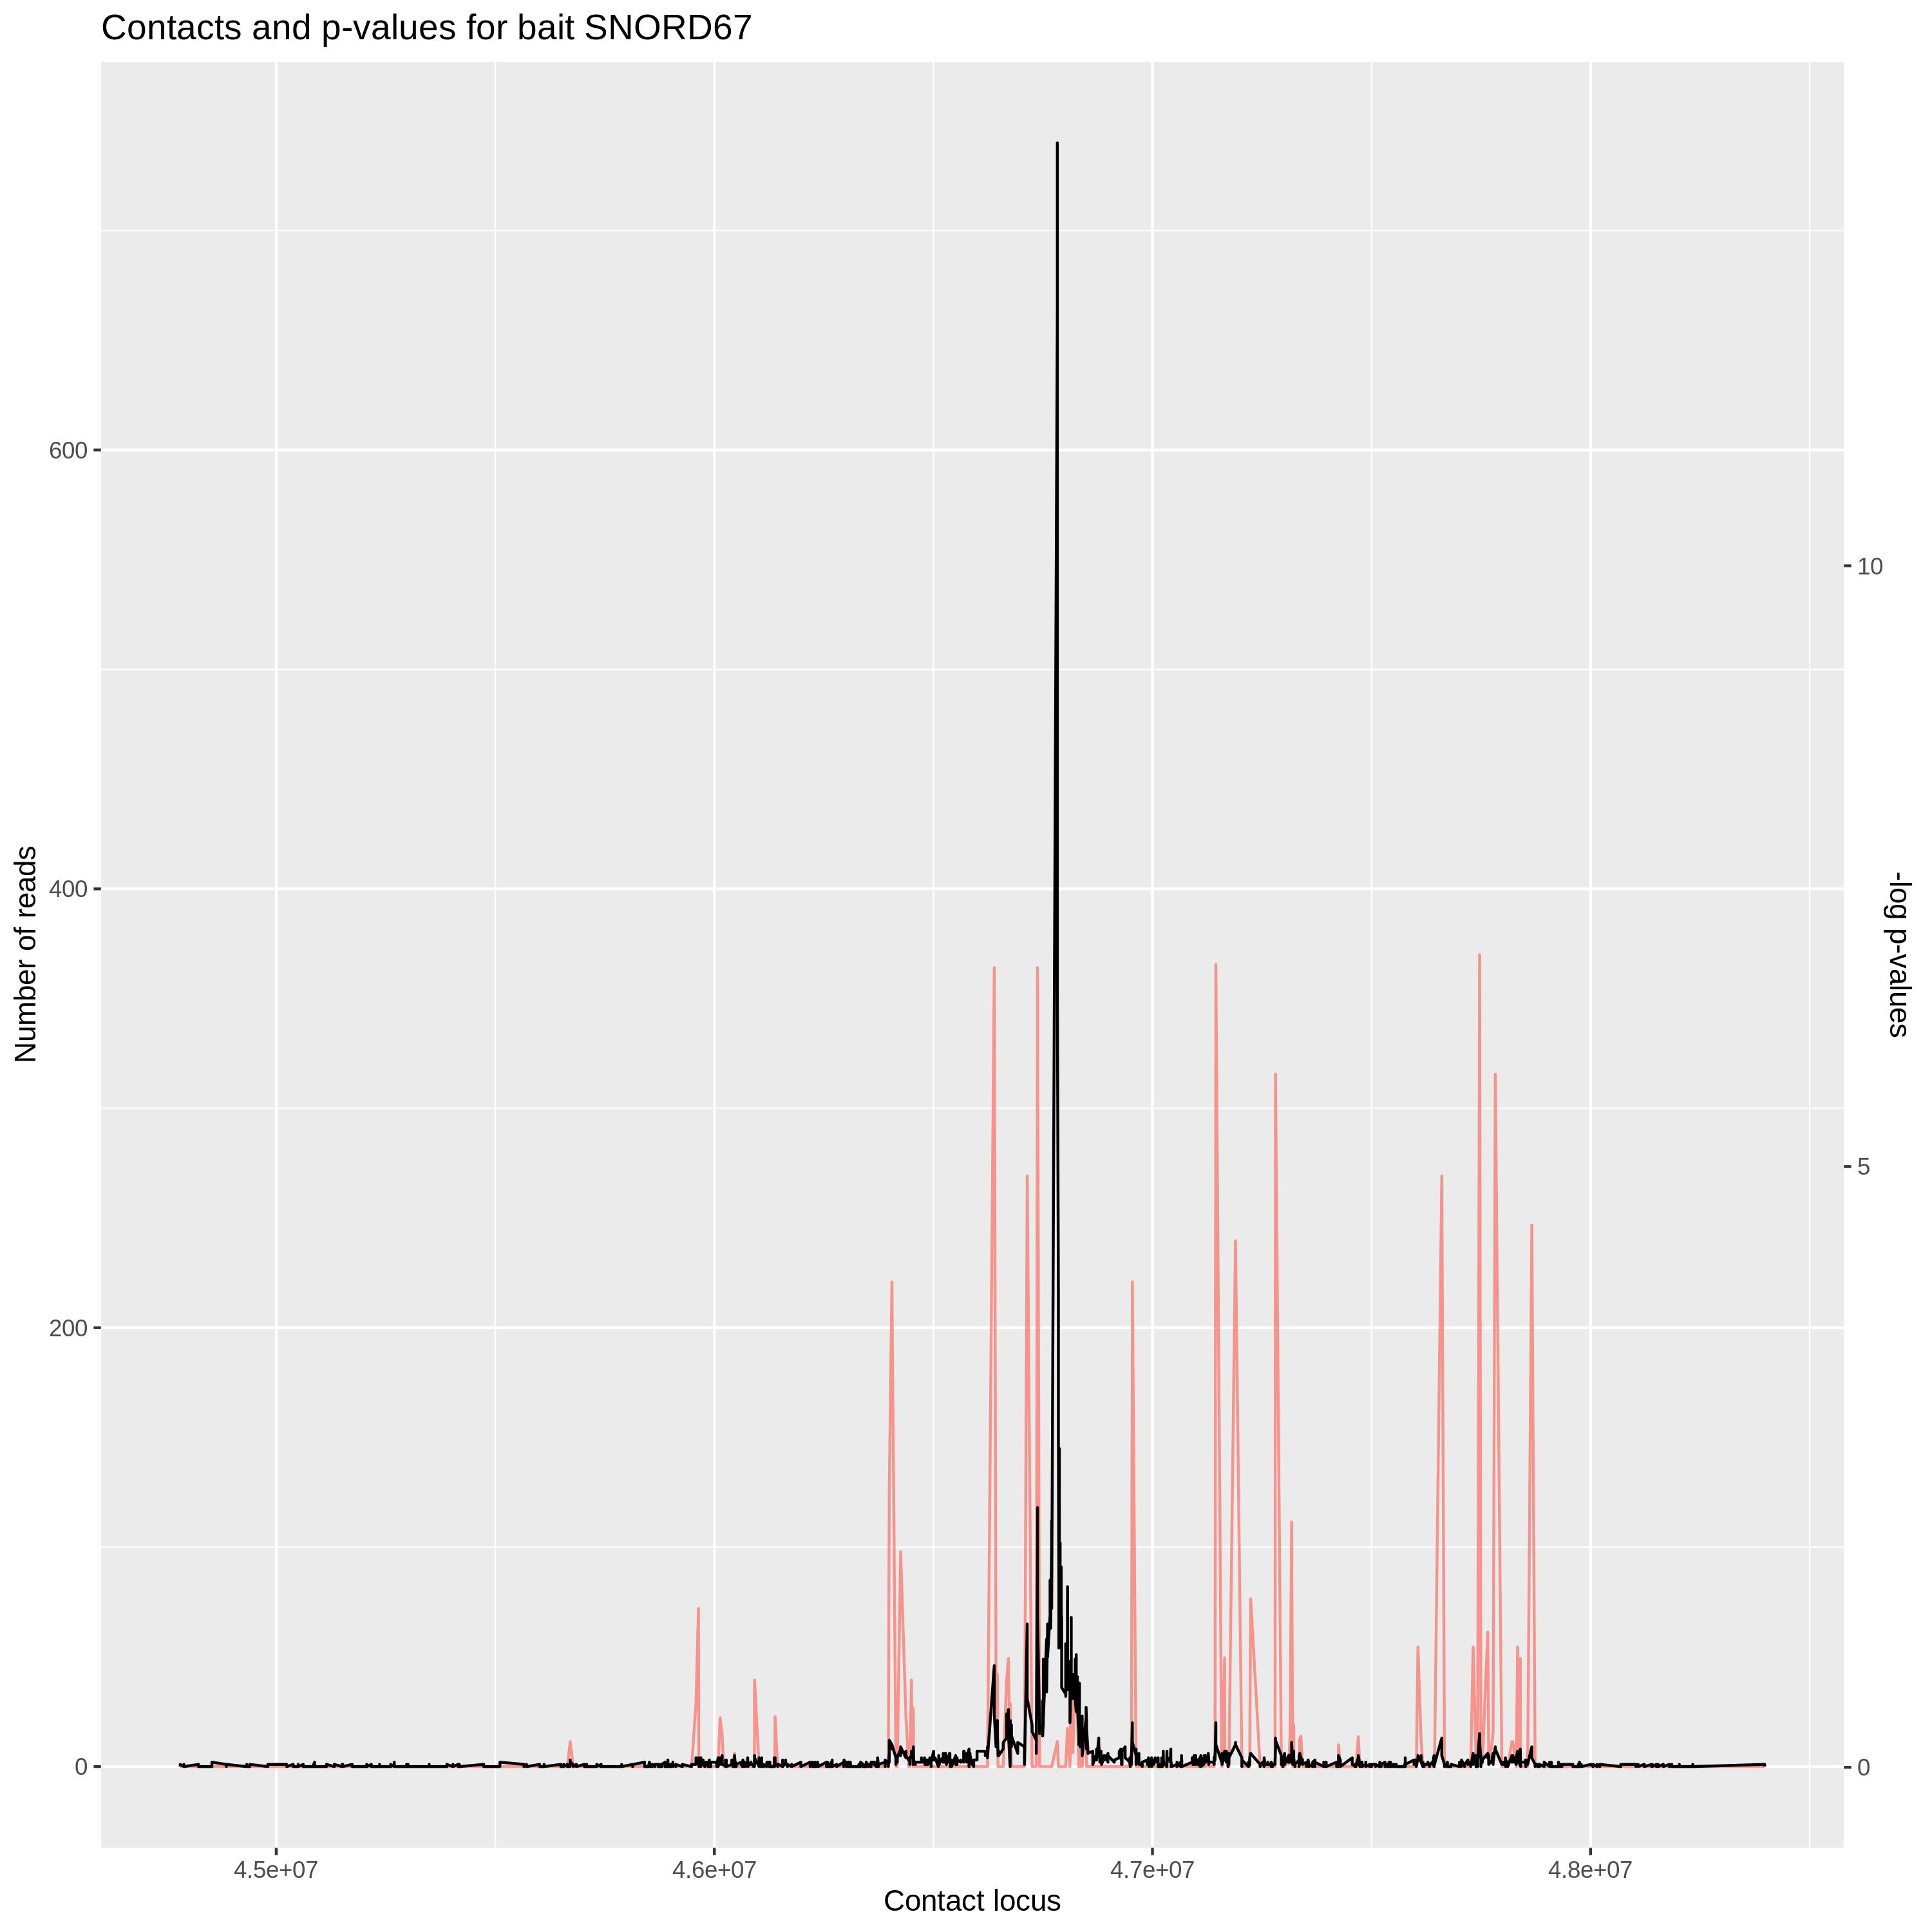 Contacts and p-values for bait SNORD67
600
400
200
0
Number of reads
10
5
0
-log p-values
4.5e+07
4.6e+07
4.7e+07
4.8e+07
Contact locus